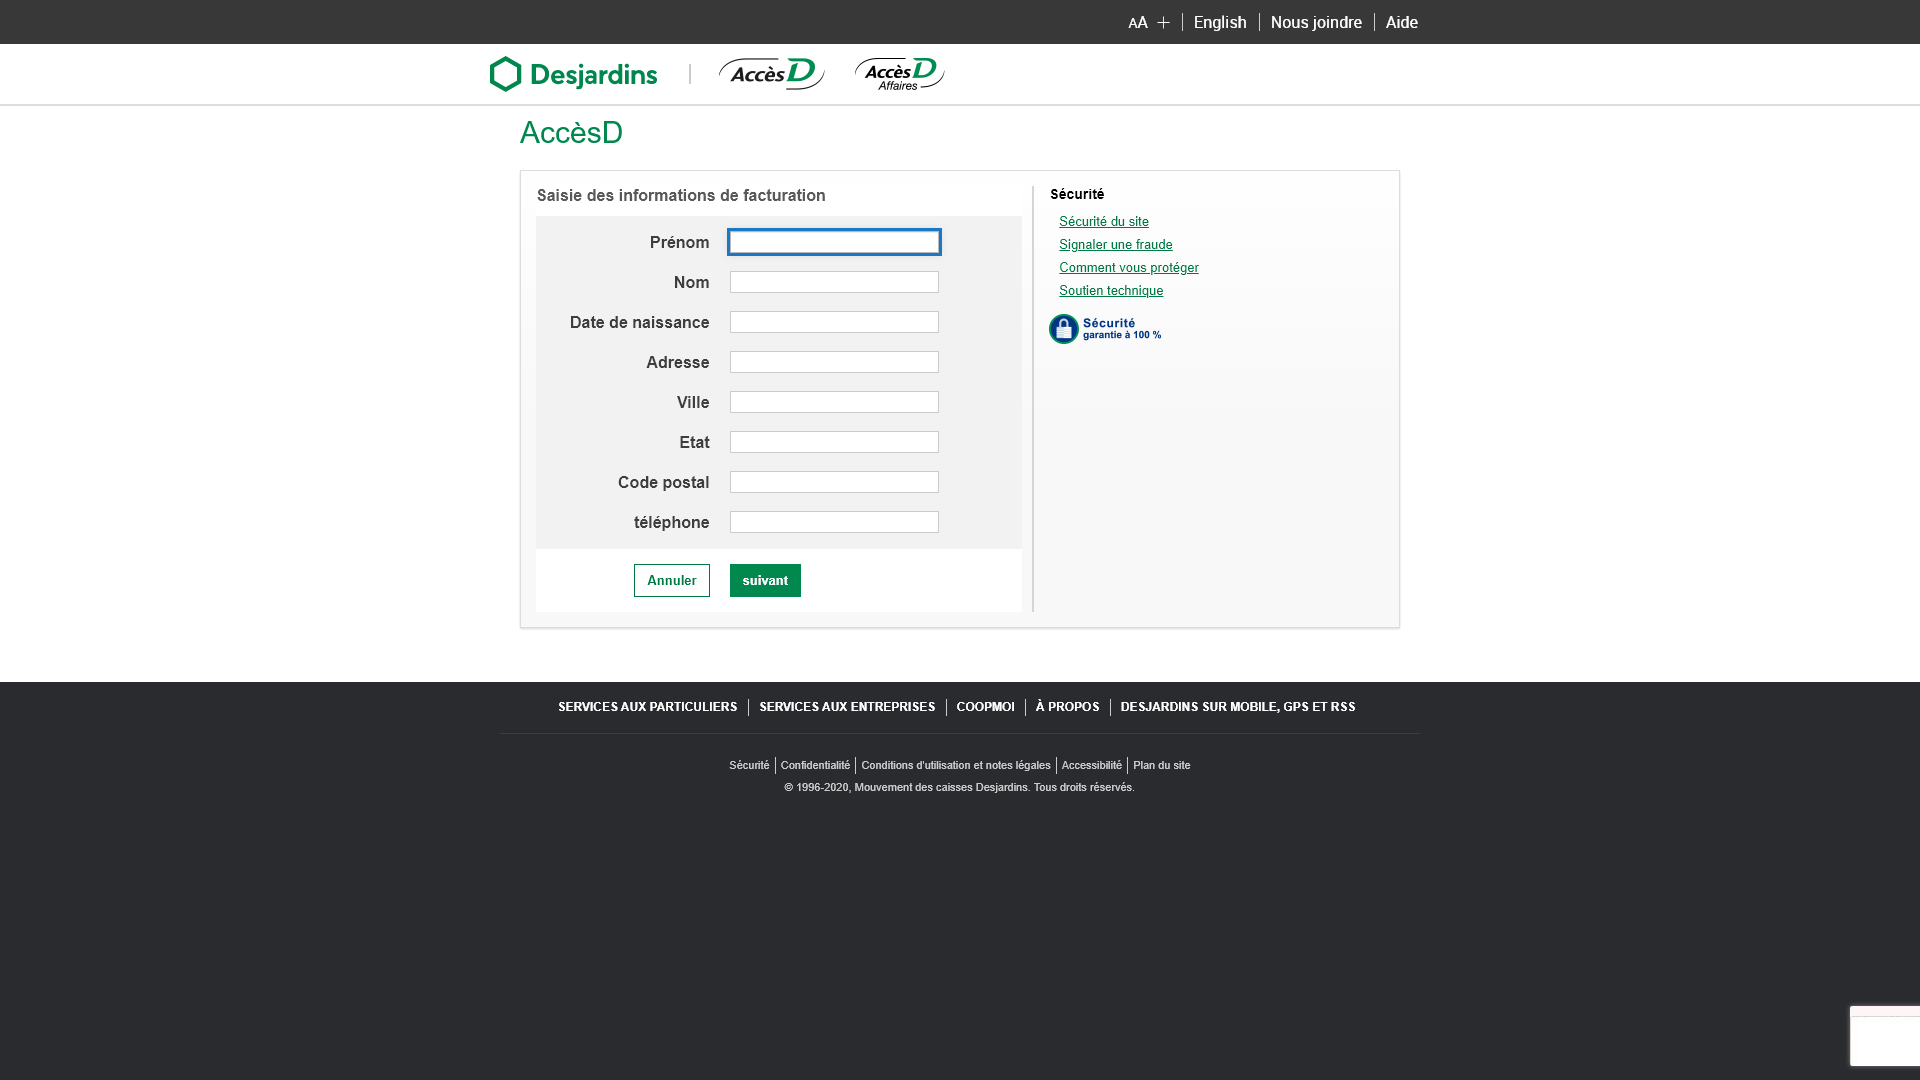 AA + English Nous joindre Aide
Desjardins AccèsD AccèsD Affaires
AccèsD
Saisie des informations de facturation
Prénom
Nom
Date de naissance
Adresse
Ville
Etat
Code postal
téléphone
Annuler suivant
Sécurité
Sécurité du site
Signaler une fraude
Comment vous protéger
Soutien technique
Sécurité
garantie à 100 %
SERVICES AUX PARTICULIERS SERVICES AUX ENTREPRISES COOPMOI À PROPOS DESJARDINS SUR MOBILE, GPS ET RSS
Sécurité Confidentialité Conditions d'utilisation et notes légales Accessibilité Plan du site
© 1996-2020, Mouvement des caisses Desjardins. Tous droits réservés.